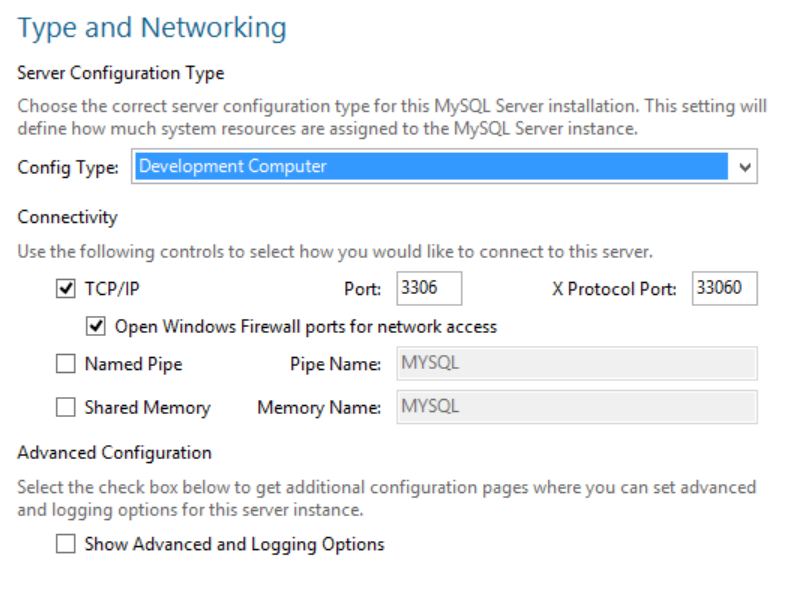 Type and Networking
Server Configuration Type
Choose the correct server configuration type for this MySQL Server installation. This setting will
define how much system resources are assigned to the MySQL Server instance.
Config Type: Development Computer
Connectivity
Use the following controls to select how you would like to connect to this server.
TCP/IP Port: 3306 X Protocol Port: 33060
Open Windows Firewall ports for network access
Named Pipe Pipe Name: MYSQL
Shared Memory Memory Name: MYSQL
Advanced Configuration
Select the check box below to get additional configuration pages where you can set advanced
and logging options for this server instance.
Show Advanced and Logging Options